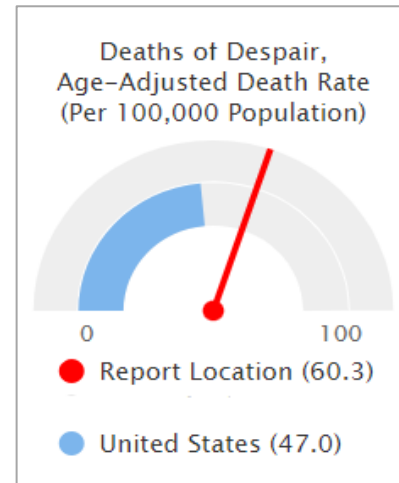 Deaths of Despair,
Age-Adjusted Death Rate
(Per 100,000 Population)
0
100
Report Location (60.3)
United States (47.0)